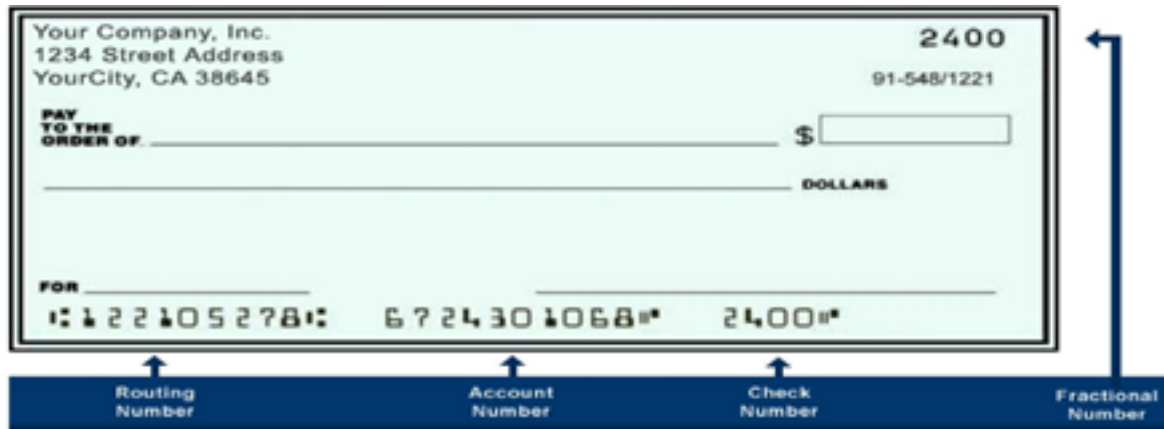 Your Company, Inc.
2400
1234 Street Address
YourCity, CA 38645
91-548/1221
PAY
TO THE
ORDER OF
$
DOLLARS
FOR
⑆122105278⑆ 6724301068⑈ 2400⑈
Routing
Number
Account
Number
Check
Number
Fractional
Number